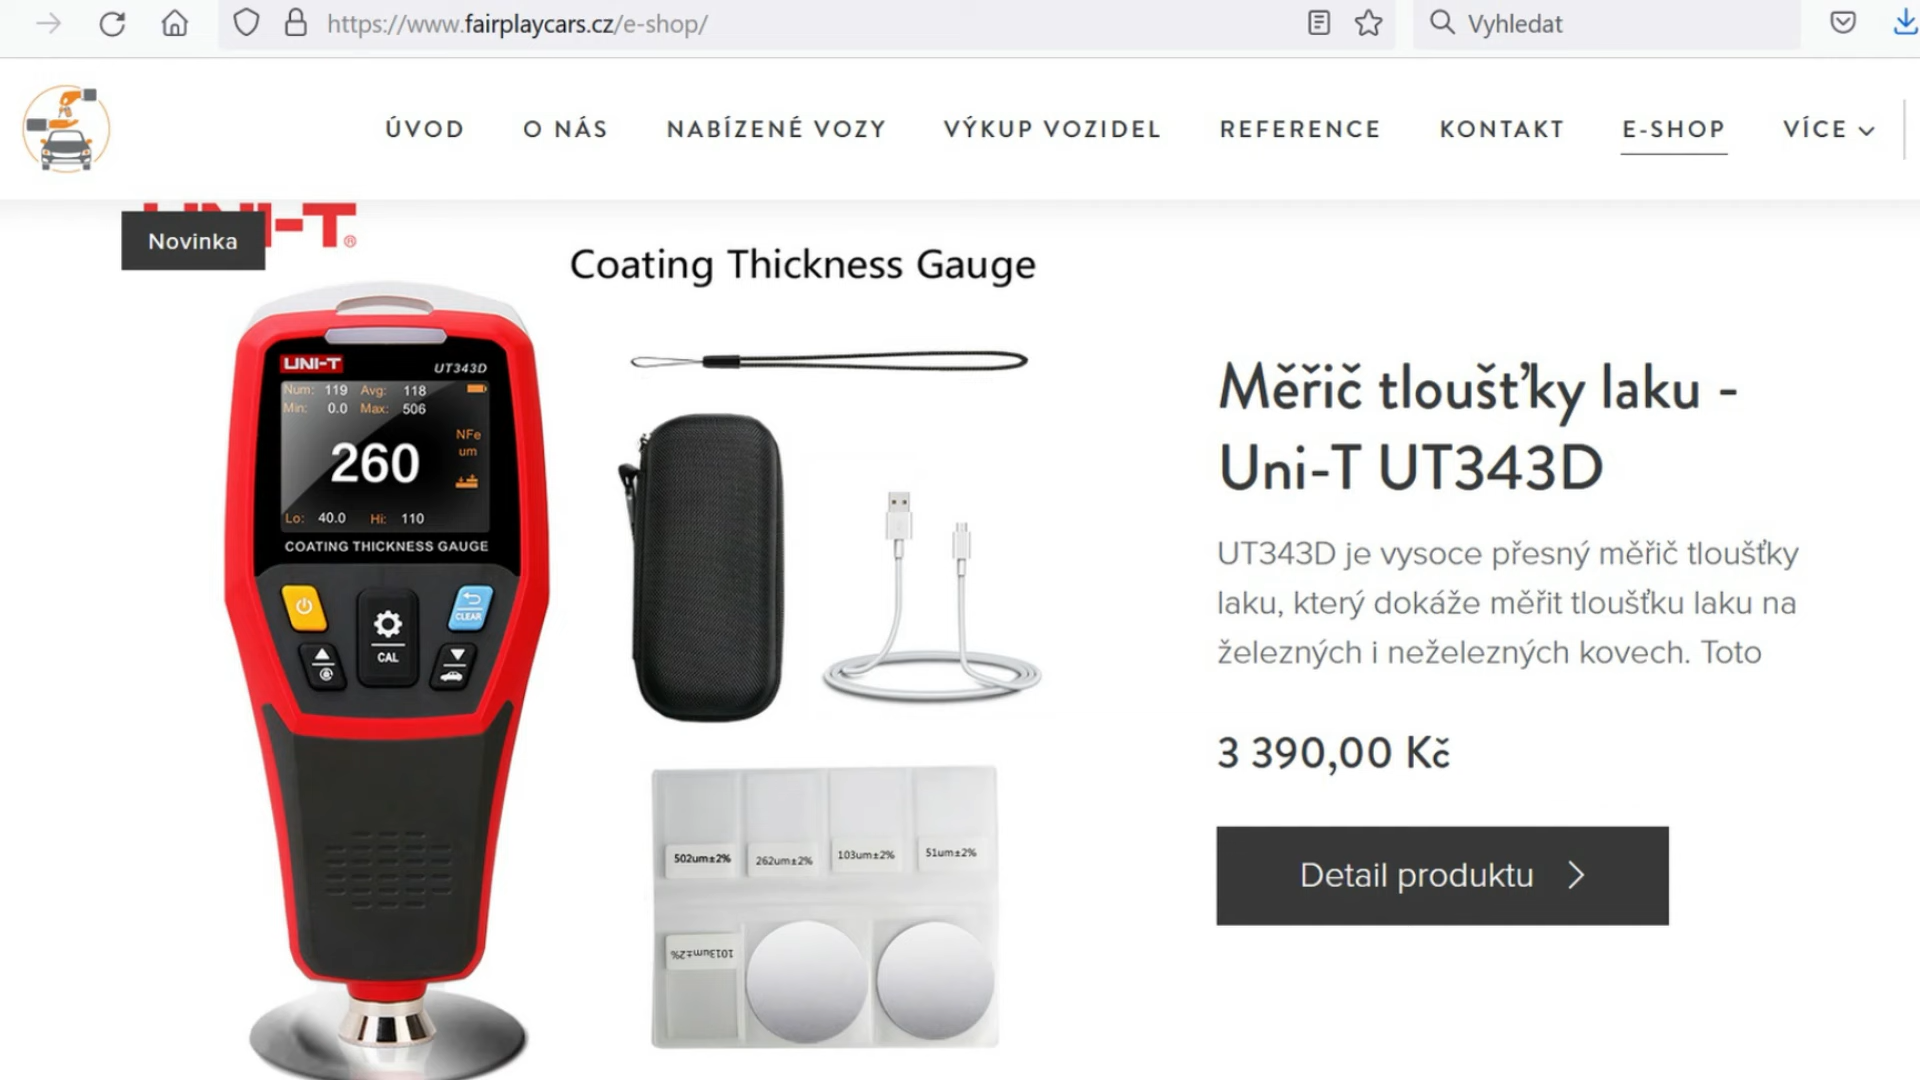 https://www.fairplaycars.cz/e-shop/
Vyhledat
ÚVOD
O NÁS
NABÍZENÉ VOZY
VÝKUP VOZIDEL
REFERENCE
KONTAKT
E-SHOP
VÍCE
UNI-T®
Novinka
Coating Thickness Gauge
UNI-T
UT343D
Num: 119 Avg: 118
Min: 0.0 Max: 506
NFe
um
260
Lo: 40.0 Hi: 110
COATING THICKNESS GAUGE
CLEAR
CAL
502um±2%
262um±2%
103um±2%
51um±2%
1013um±2%
Měřič tloušťky laku -
Uni-T UT343D
UT343D je vysoce přesný měřič tloušťky
laku, který dokáže měřit tloušťku laku na
železných i neželezných kovech. Toto
3 390,00 Kč
Detail produktu